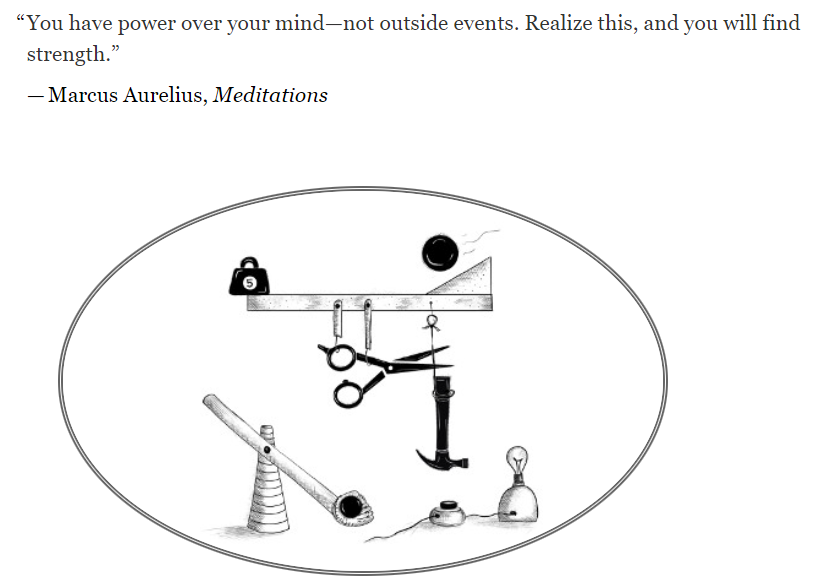 “You have power over your mind—not outside events. Realize this, and you will find
strength.”
— Marcus Aurelius, Meditations
5